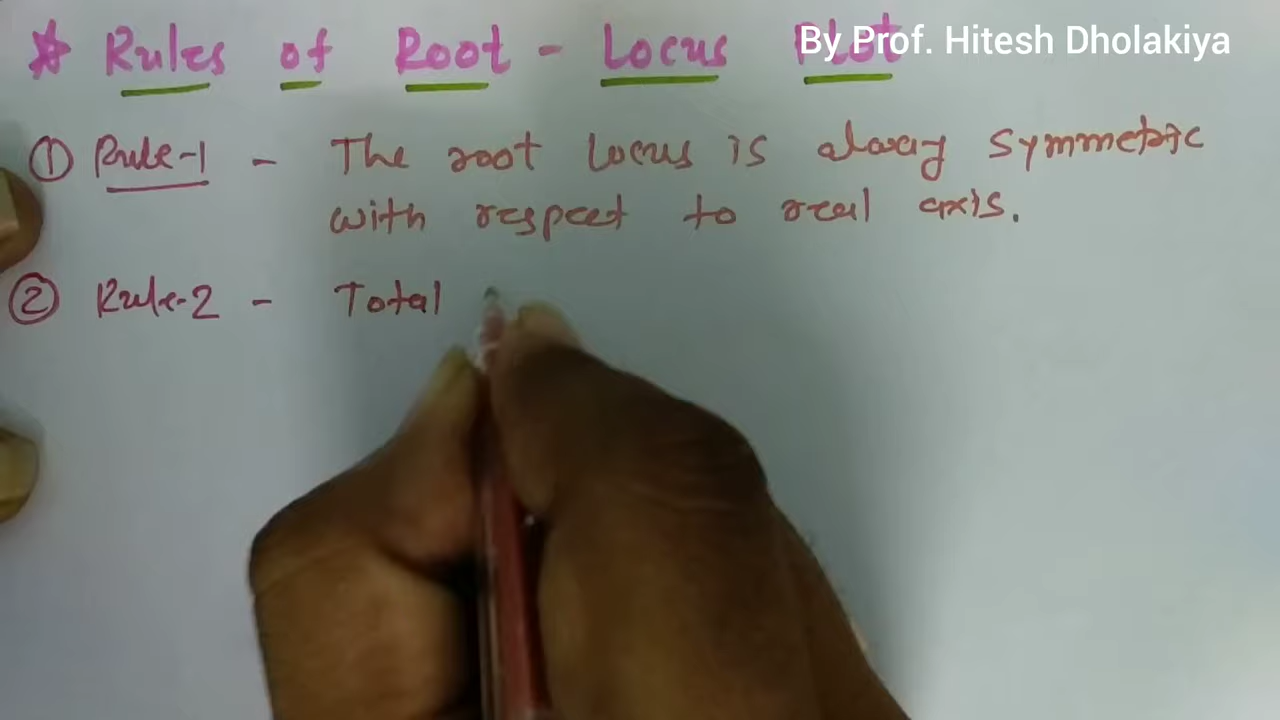 * Rules of Root - Locus Plot
By Prof. Hitesh Dholakiya
① Rule-1 - The root locus is alway symmetric
with respect to real axis.
② Rule-2 - Total